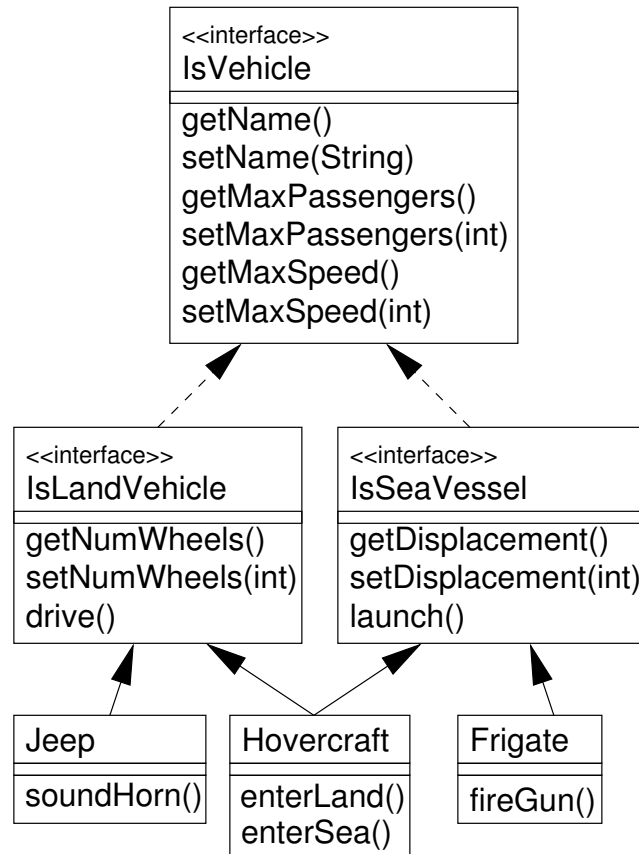 <<interface>>
IsVehicle
getName()
setName(String)
getMaxPassengers()
setMaxPassengers(int)
getMaxSpeed()
setMaxSpeed(int)
<<interface>>
IsLandVehicle
getNumWheels()
setNumWheels(int)
drive()
<<interface>>
IsSeaVessel
getDisplacement()
setDisplacement(int)
launch()
Jeep
soundHorn()
Hovercraft
enterLand()
enterSea()
Frigate
fireGun()